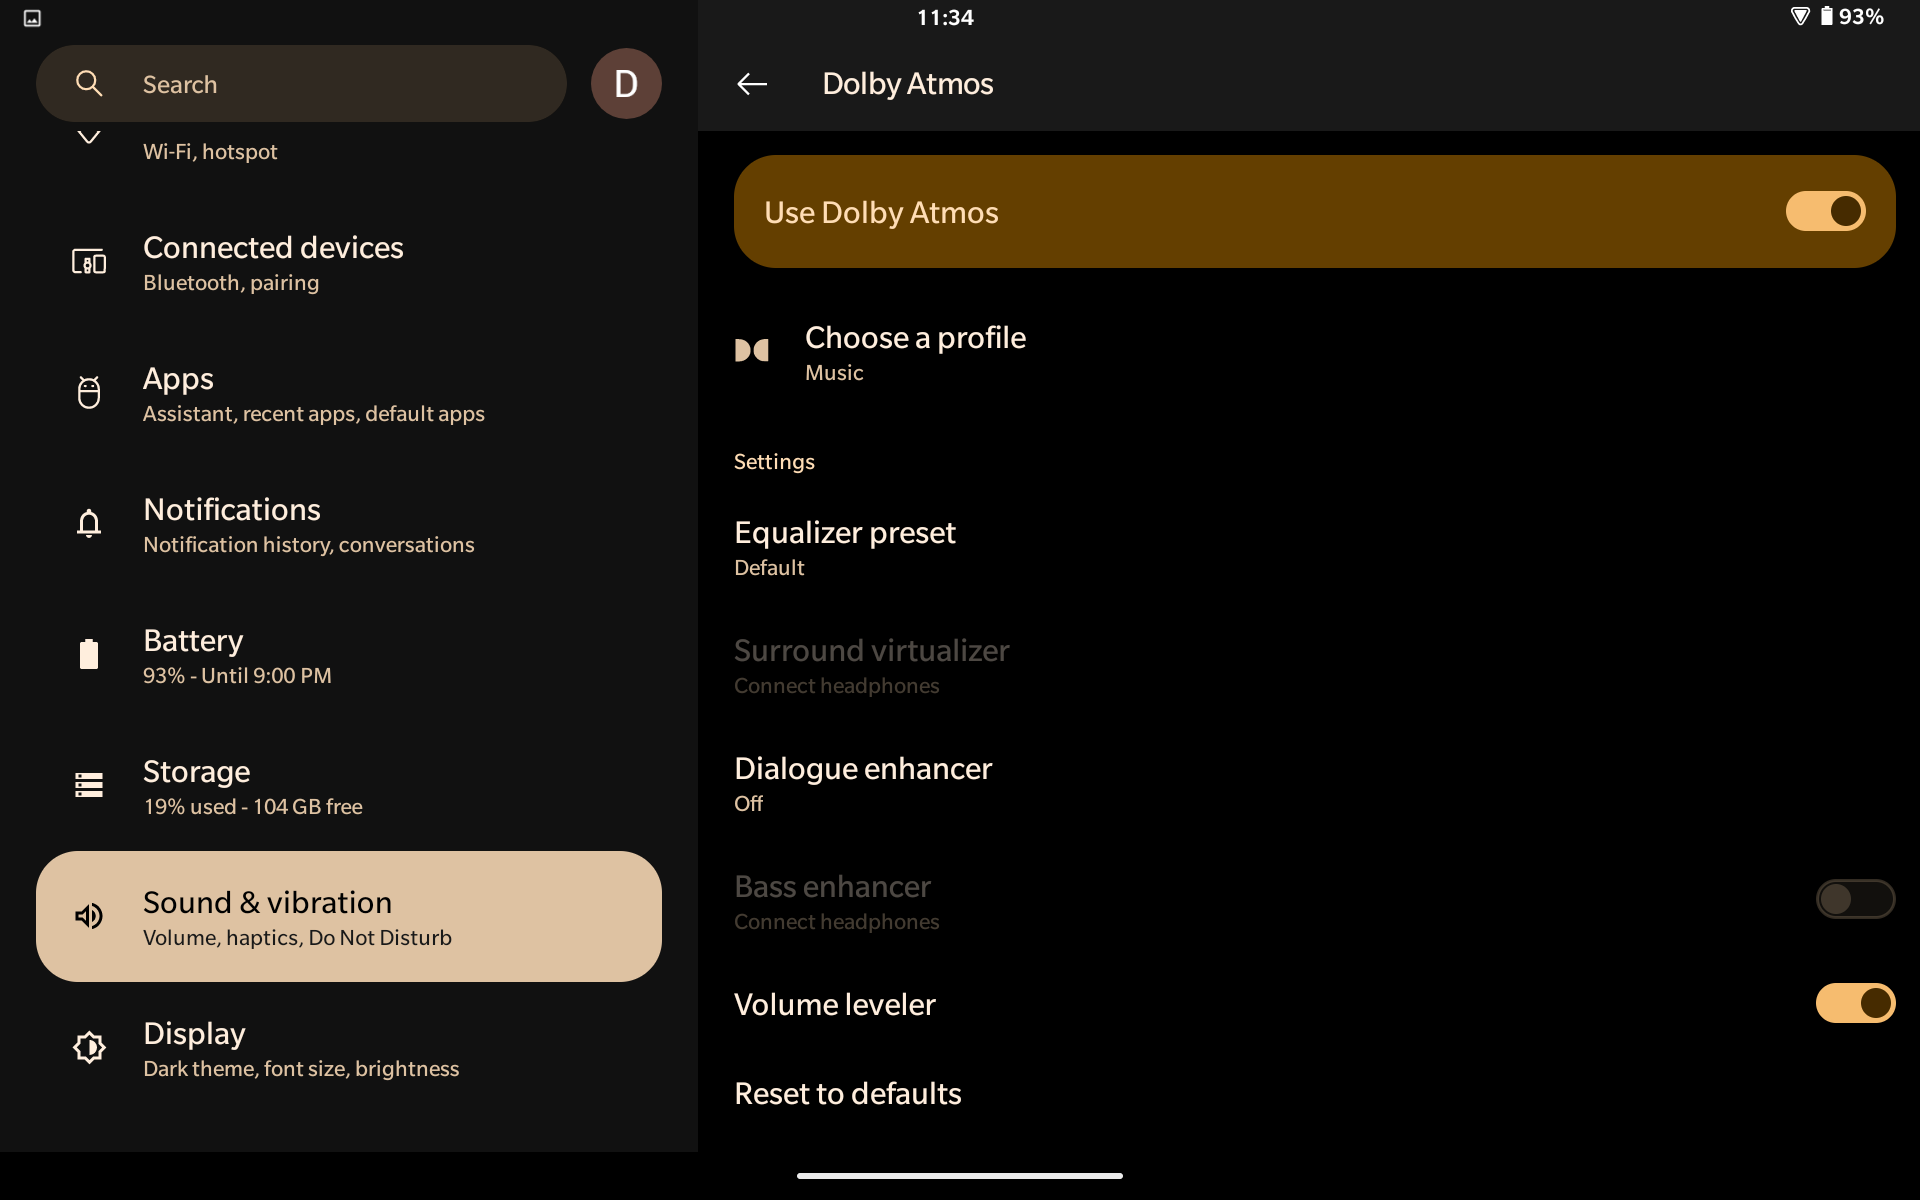 11:34
93%
Search
D
Wi-Fi, hotspot
Connected devices
Bluetooth, pairing
Apps
Assistant, recent apps, default apps
Notifications
Notification history, conversations
Battery
93% - Until 9:00 PM
Storage
19% used - 104 GB free
Sound & vibration
Volume, haptics, Do Not Disturb
Display
Dark theme, font size, brightness
Dolby Atmos
Use Dolby Atmos
Choose a profile
Music
Settings
Equalizer preset
Default
Surround virtualizer
Connect headphones
Dialogue enhancer
Off
Bass enhancer
Connect headphones
Volume leveler
Reset to defaults